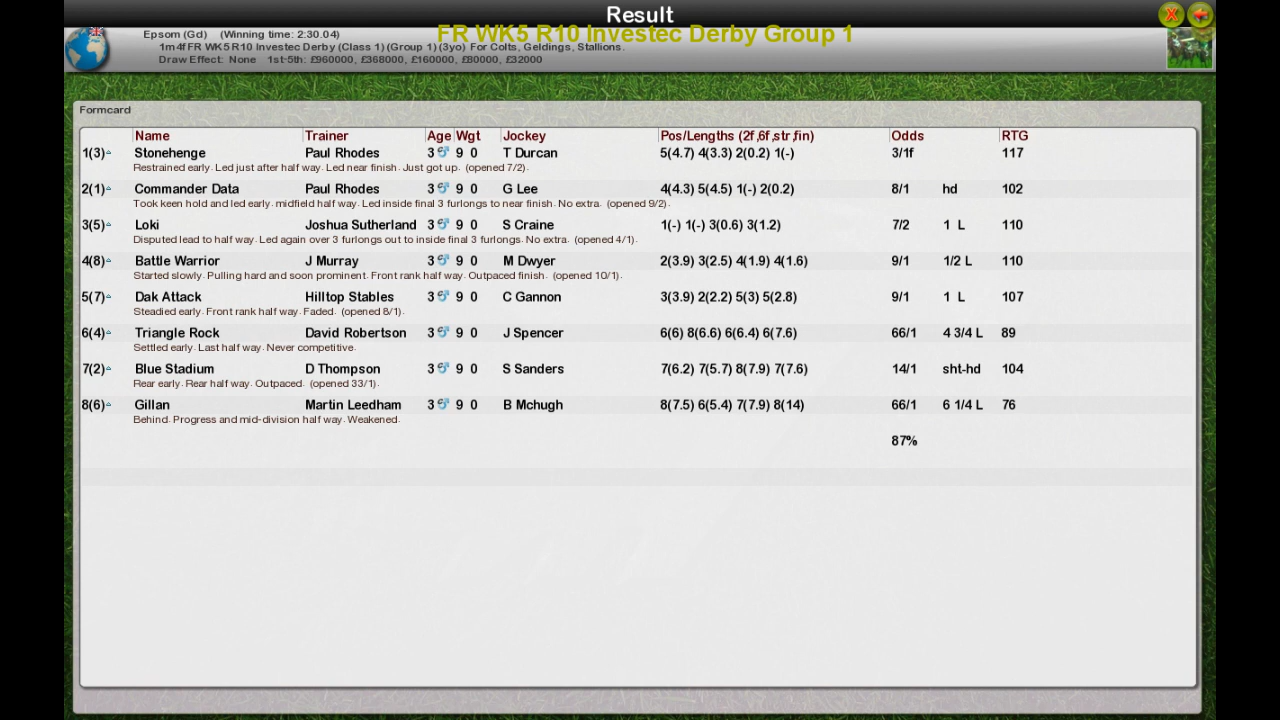 Result
FR WK5 R10 Investec Derby Group 1
Epsom (Gd) (Winning time: 2:30.04)
1m4f FR WK5 R10 Investec Derby (Class 1) (Group 1) (3yo) For Colts, Geldings, Stallions.
Draw Effect: None 1st-5th: £960000, £368000, £160000, £80000, £32000
Formcard
Name Trainer Age Wgt Jockey Pos/Lengths (2f,6f,str,fin) Odds RTG
1(3) Stonehenge Paul Rhodes 3 9 0 T Durcan 5(4.7) 4(3.3) 2(0.2) 1(-) 3/1f 117
Restrained early. Led just after half way. Led near finish. Just got up. (opened 7/2).
2(1) Commander Data Paul Rhodes 3 9 0 G Lee 4(4.3) 5(4.5) 1(-) 2(0.2) 8/1 hd 102
Took keen hold and led early. midfield half way. Led inside final 3 furlongs to near finish. No extra. (opened 9/2).
3(5) Loki Joshua Sutherland 3 9 0 S Craine 1(-) 1(-) 3(0.6) 3(1.2) 7/2 1 L 110
Disputed lead to half way. Led again over 3 furlongs out to inside final 3 furlongs. No extra. (opened 4/1).
4(8) Battle Warrior J Murray 3 9 0 M Dwyer 2(3.9) 3(2.5) 4(1.9) 4(1.6) 9/1 1/2 L 110
Started slowly. Pulling hard and soon prominent. Front rank half way. Outpaced finish. (opened 10/1).
5(7) Dak Attack Hilltop Stables 3 9 0 C Gannon 3(3.9) 2(2.2) 5(3) 5(2.8) 9/1 1 L 107
Steadied early. Front rank half way. Faded. (opened 8/1).
6(4) Triangle Rock David Robertson 3 9 0 J Spencer 6(6) 8(6.6) 6(6.4) 6(7.6) 66/1 4 3/4 L 89
Settled early. Last half way. Never competitive.
7(2) Blue Stadium D Thompson 3 9 0 S Sanders 7(6.2) 7(5.7) 8(7.9) 7(7.6) 14/1 sht-hd 104
Rear early. Rear half way. Outpaced. (opened 33/1).
8(6) Gillan Martin Leedham 3 9 0 B Mchugh 8(7.5) 6(5.4) 7(7.9) 8(14) 66/1 6 1/4 L 76
Behind. Progress and mid-division half way. Weakened.
87%